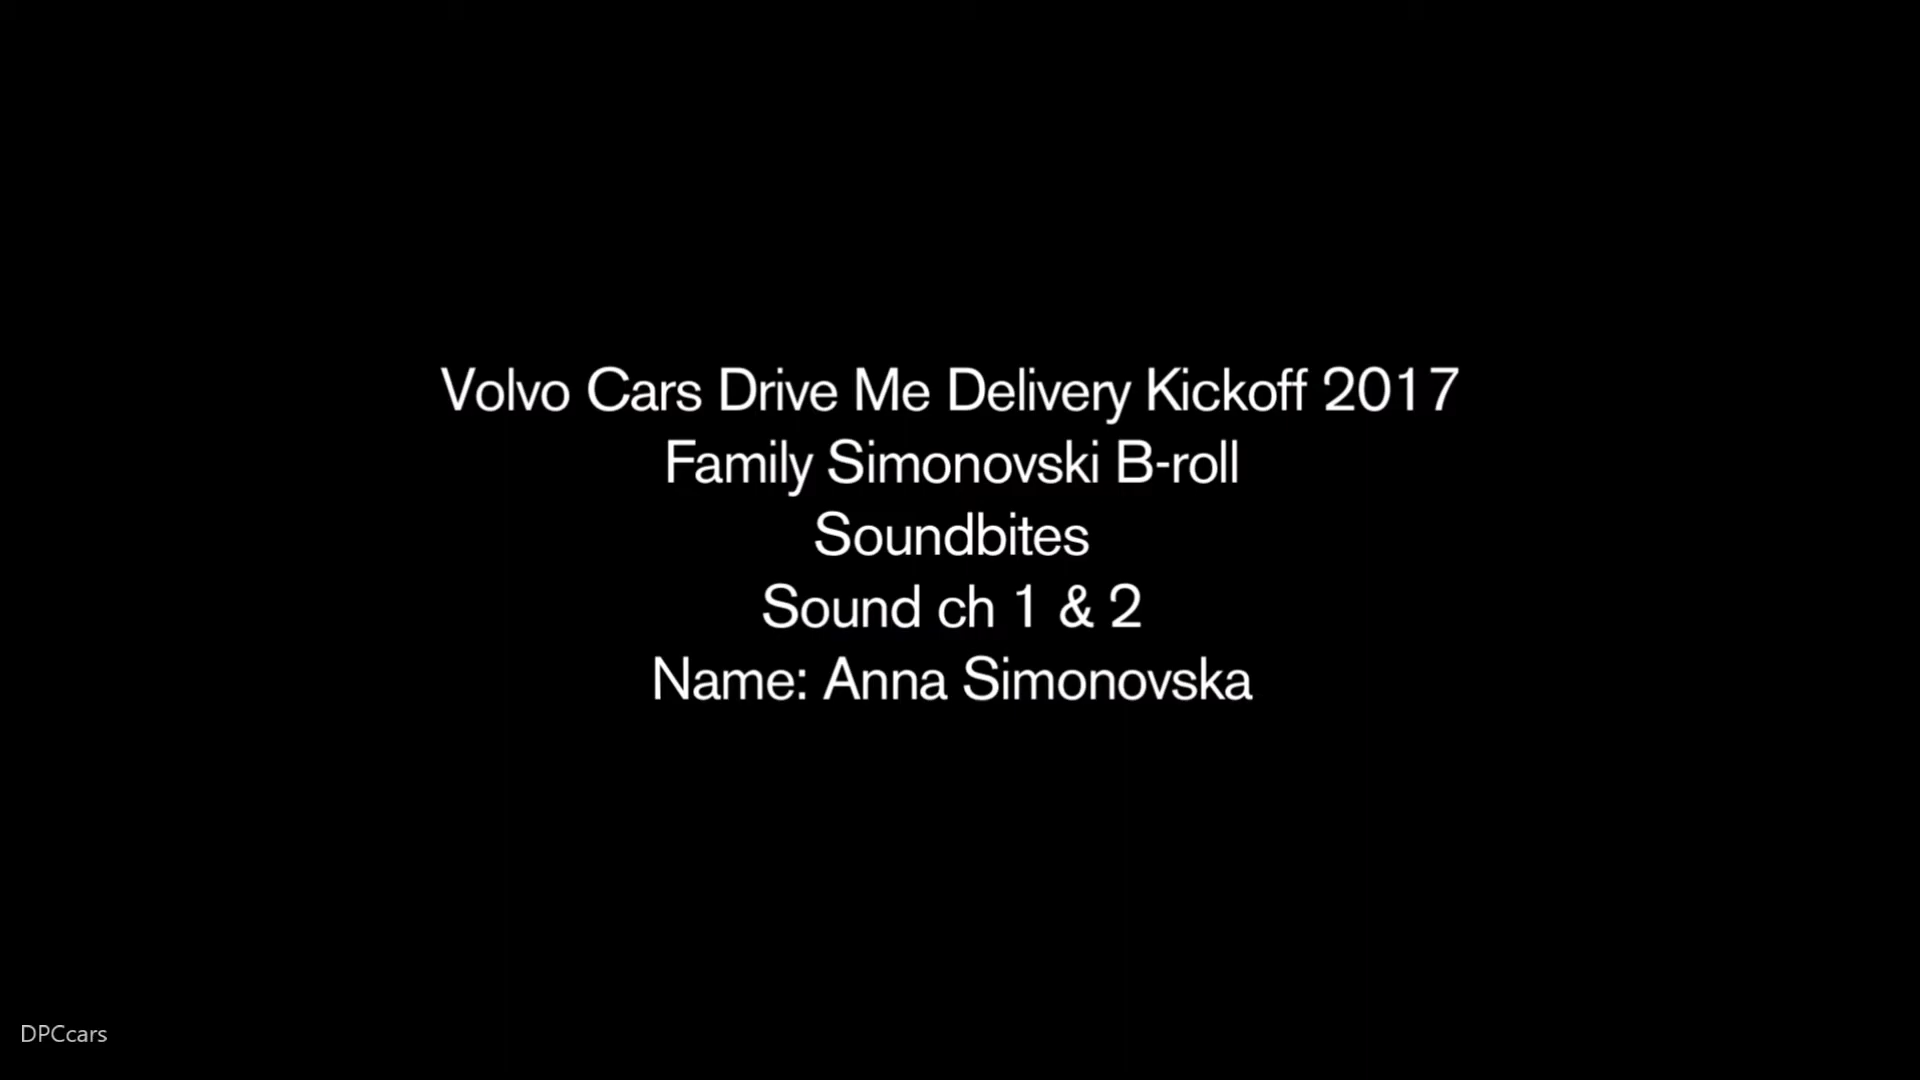 Volvo Cars Drive Me Delivery Kickoff 2017
Family Simonovski B-roll
Soundbites
Sound ch 1 & 2
Name: Anna Simonovska
DPCcars